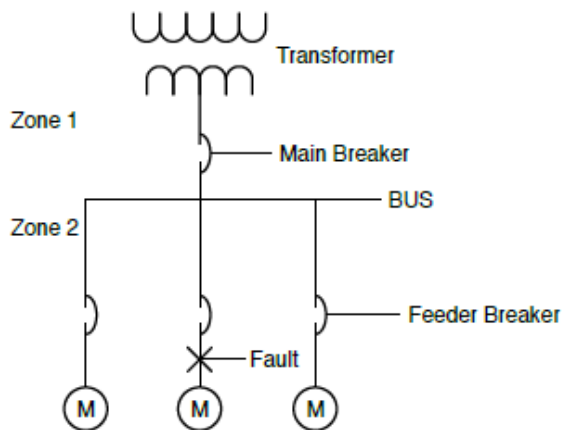 Transformer
Zone 1
Main Breaker
BUS
Zone 2
Feeder Breaker
Fault
M
M
M